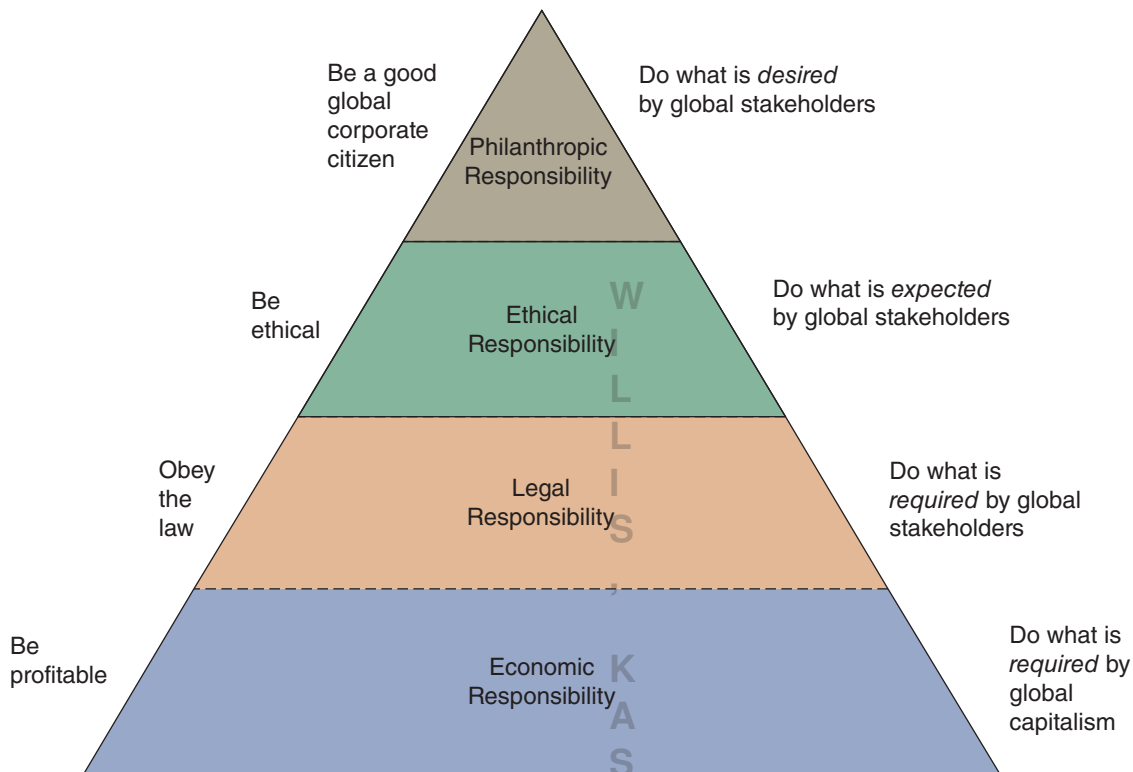 Be a good
global
corporate
citizen
Do what is desired
by global stakeholders
Philanthropic
Responsibility
Be
ethical
Ethical
Responsibility
Do what is expected
by global stakeholders
Obey
the
law
Legal
Responsibility
Do what is
required by global
stakeholders
Be
profitable
Economic
Responsibility
Do what is
required by
global
capitalism
W
I
L
L
I
S
,
K
A
S